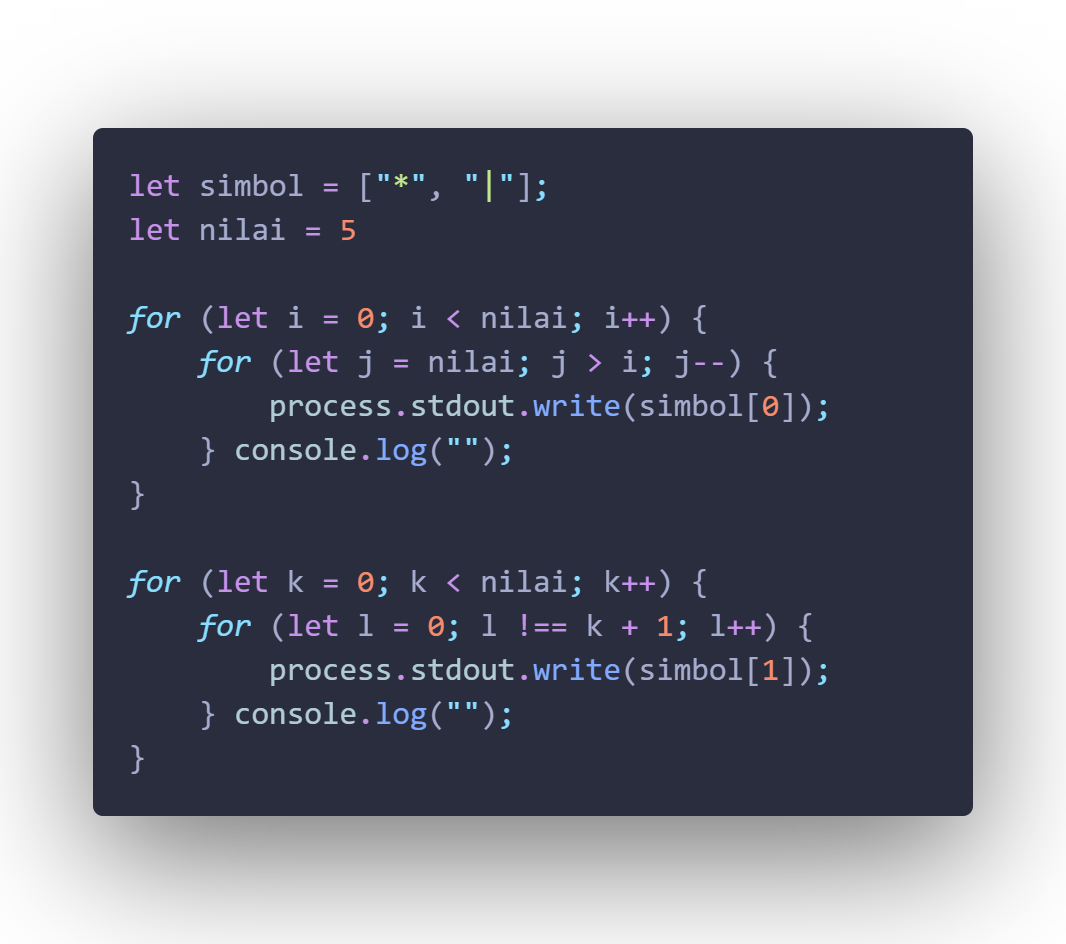 let simbol = ["*", "|"];
let nilai = 5

for (let i = 0; i < nilai; i++) {
    for (let j = nilai; j > i; j--) {
        process.stdout.write(simbol[0]);
    } console.log("");
}

for (let k = 0; k < nilai; k++) {
    for (let l = 0; l !== k + 1; l++) {
        process.stdout.write(simbol[1]);
    } console.log("");
}